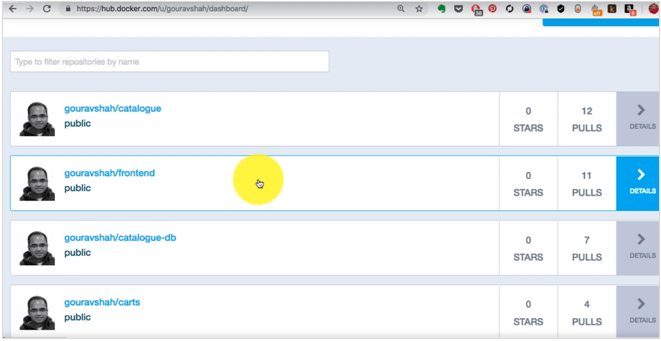 https://hub.docker.com/u/gouravshah/dashboard/
Type to filter repositories by name
gouravshah/catalogue
public
0
STARS
12
PULLS
DETAILS
gouravshah/frontend
public
0
STARS
11
PULLS
DETAILS
gouravshah/catalogue-db
public
0
STARS
7
PULLS
DETAILS
gouravshah/carts
public
0
STARS
4
PULLS
DETAILS